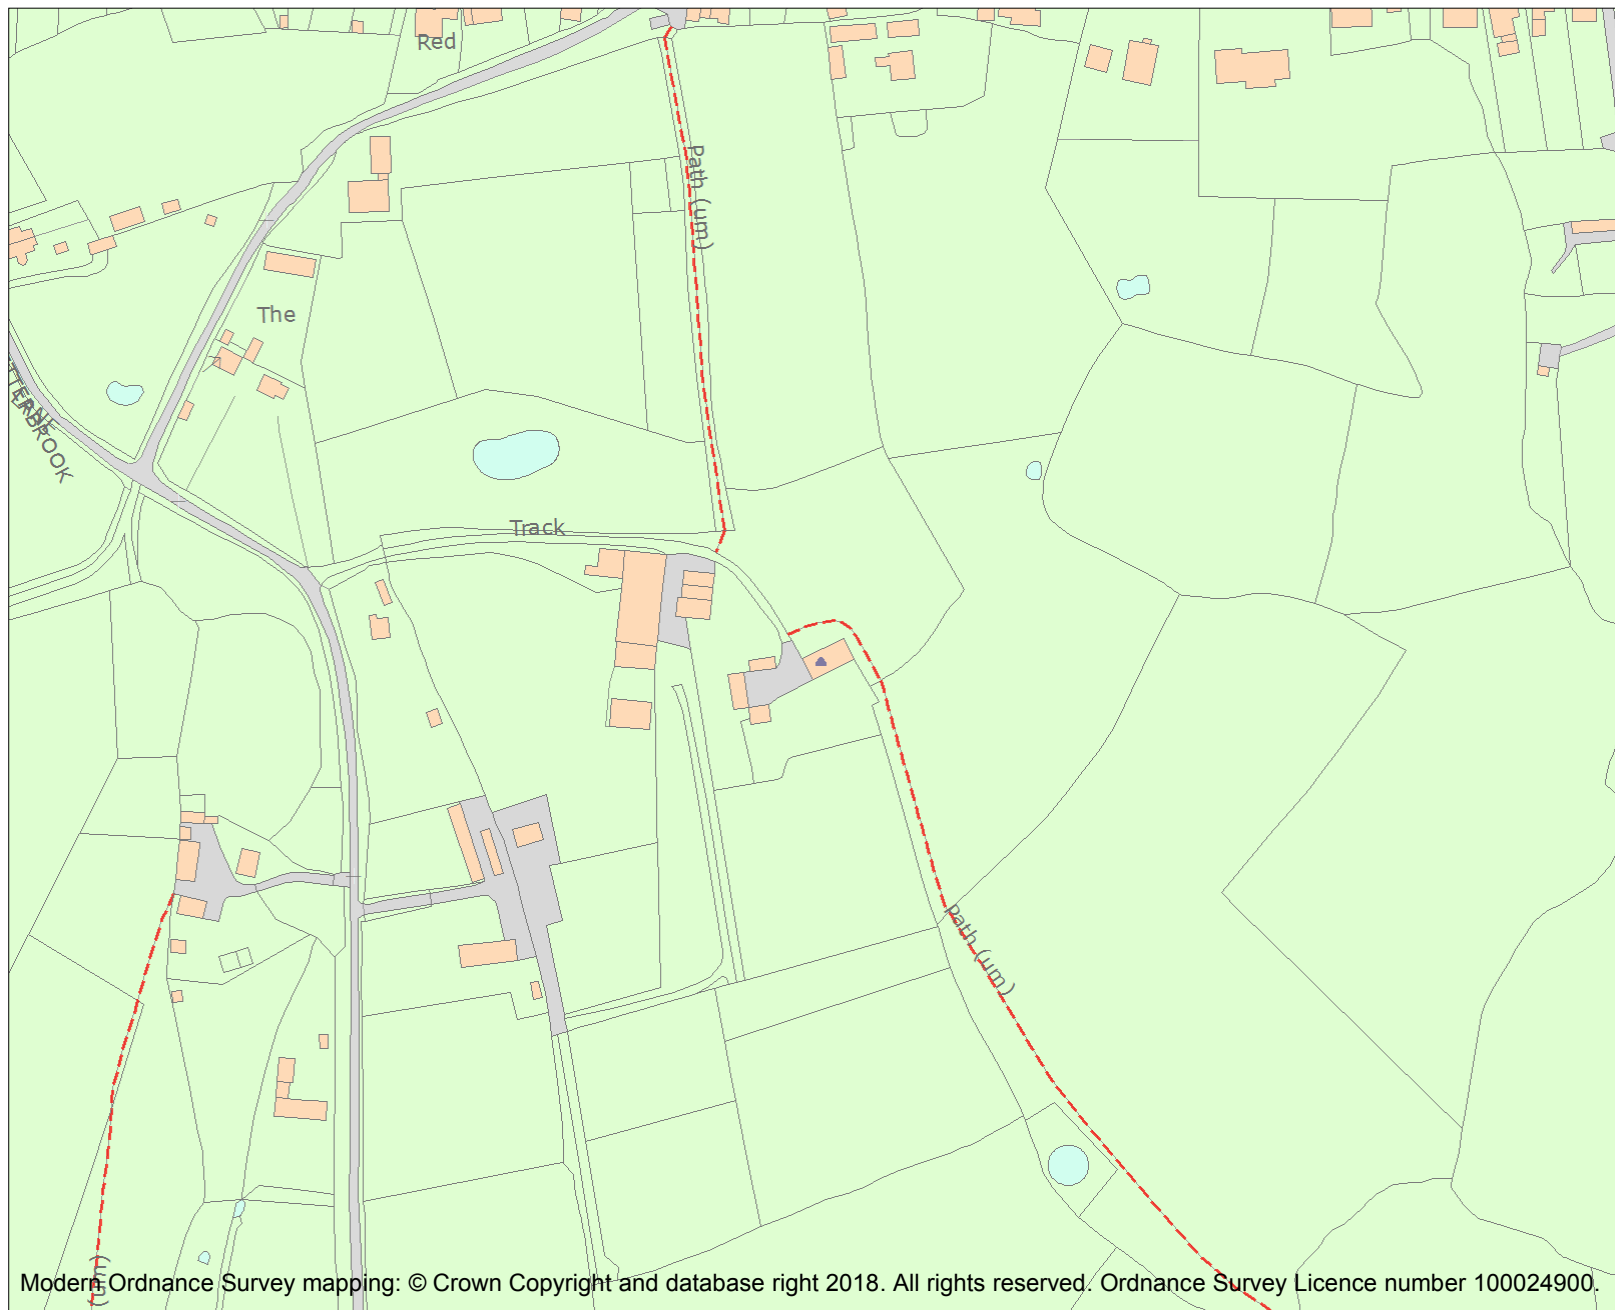 Red
Path (um)
The
Track
Path (um)
(um)
Modern Ordnance Survey mapping: © Crown Copyright and database right 2018. All rights reserved. Ordnance Survey Licence number 100024900.